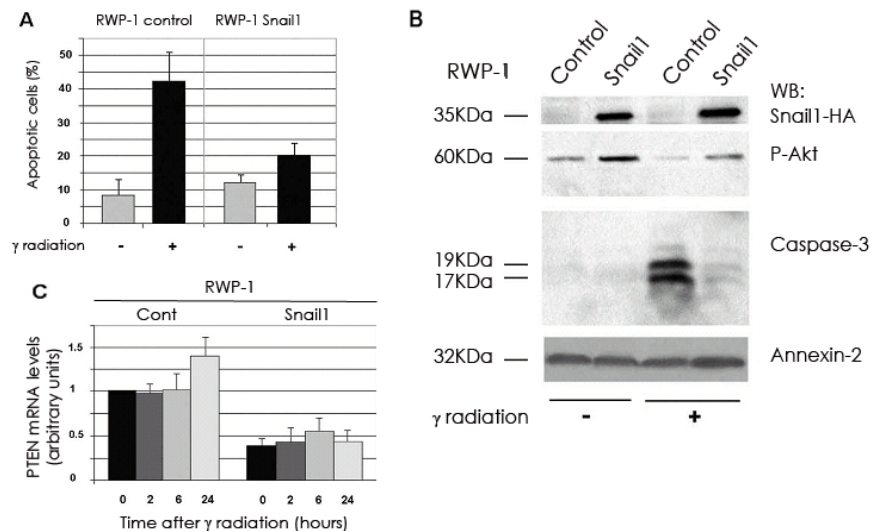 A
RWP-1 control RWP-1 Snail1
Apoptotic cells (%)
50
40
30
20
10
0
γ radiation - + - +
B
RWP-1 Control Snail1 Control Snail1
WB:
35KDa Snail1-HA
60KDa P-Akt
Caspase-3
19KDa
17KDa
32KDa Annexin-2
γ radiation - +
C
RWP-1
Cont Snail1
PTEN mRNA levels
(arbitrary units)
1.5
1
0.5
0
0 2 6 24 0 2 6 24
Time after γ radiation (hours)